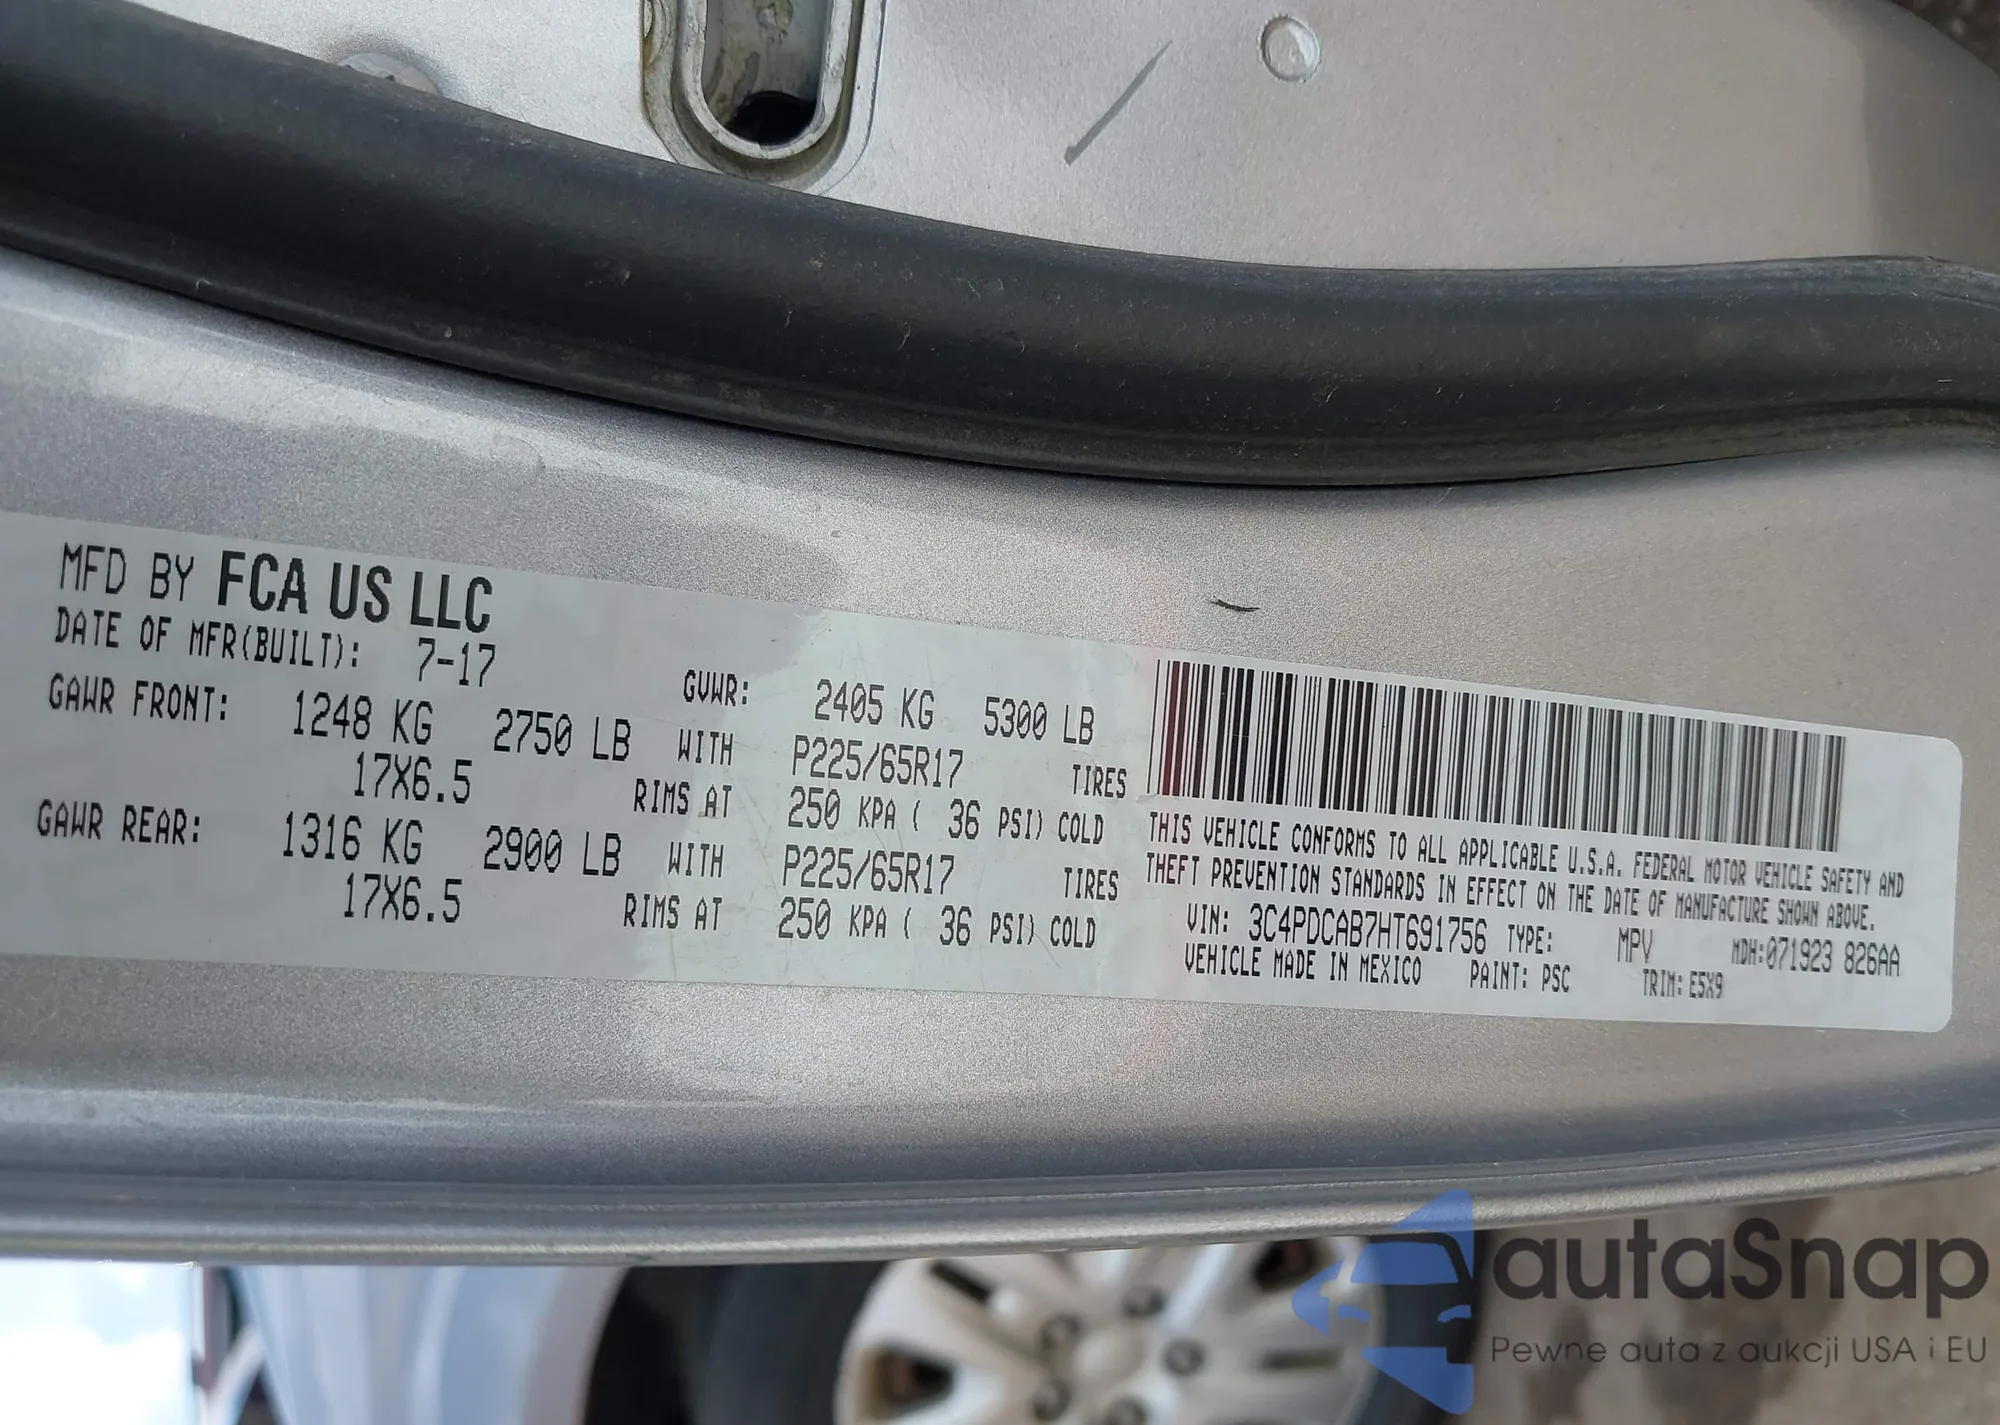 MFD BY FCA US LLC
DATE OF MFR(BUILT): 7-17 GVWR: 2405 KG 5300 LB
GAWR FRONT: 1248 KG 2750 LB WITH P225/65R17 TIRES
17X6.5 RIMS AT 250 KPA ( 36 PSI) COLD
GAWR REAR: 1316 KG 2900 LB WITH P225/65R17 TIRES
17X6.5 RIMS AT 250 KPA ( 36 PSI) COLD
THIS VEHICLE CONFORMS TO ALL APPLICABLE U.S.A. FEDERAL MOTOR VEHICLE SAFETY AND
THEFT PREVENTION STANDARDS IN EFFECT ON THE DATE OF MANUFACTURE SHOWN ABOVE.
VIN: 3C4PDCAB7HT691756 TYPE: MPV MDH:071923 826AA
VEHICLE MADE IN MEXICO PAINT: PSC TRIM: E5X9
autaSnap
Pewne auta z aukcji USA i EU